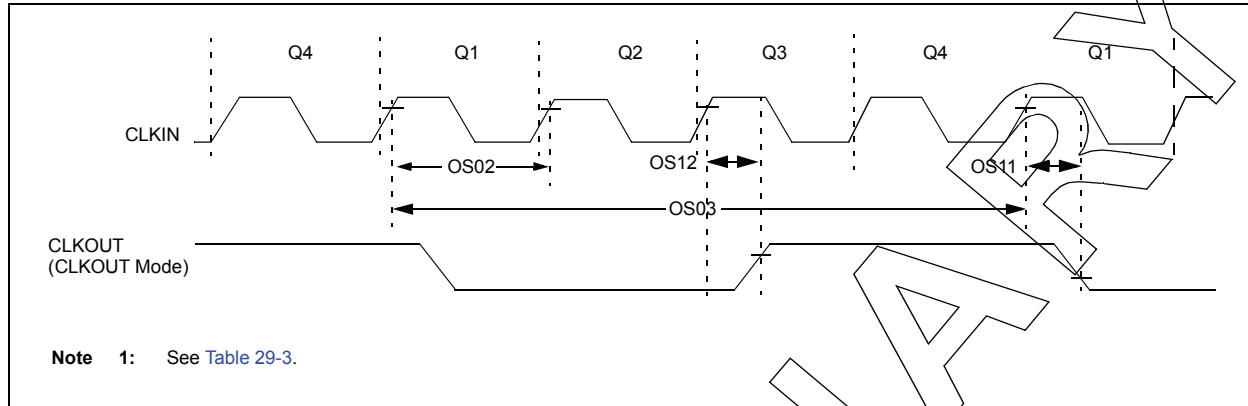 Q4 Q1 Q2 Q3 Q4 Q1
CLKIN
OS02 OS12 OS11
OS03
CLKOUT
(CLKOUT Mode)
Note 1: See Table 29-3.